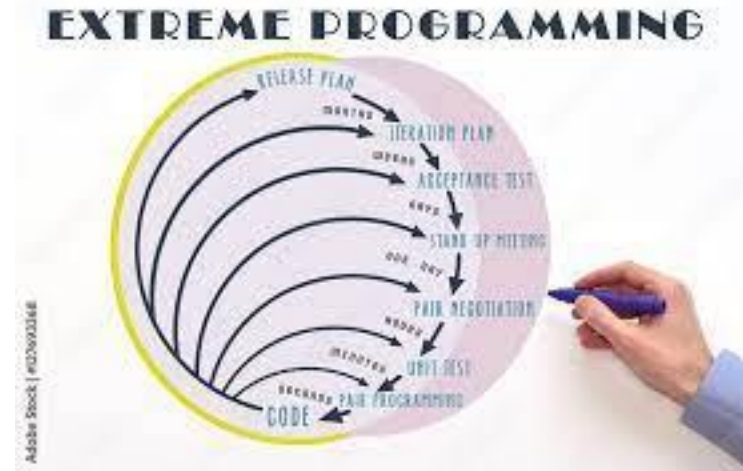 EXTREME PROGRAMMING
RELEASE PLAN
MONTHS
ITERATION PLAN
WEEKS
ACCEPTANCE TEST
DAYS
STAND UP MEETING
ONE DAY
PAIR NEGOTIATION
HOURS
UNIT TEST
MINUTES
PAIR PROGRAMMING
SECONDS
CODE
Adobe Stock | #127693268